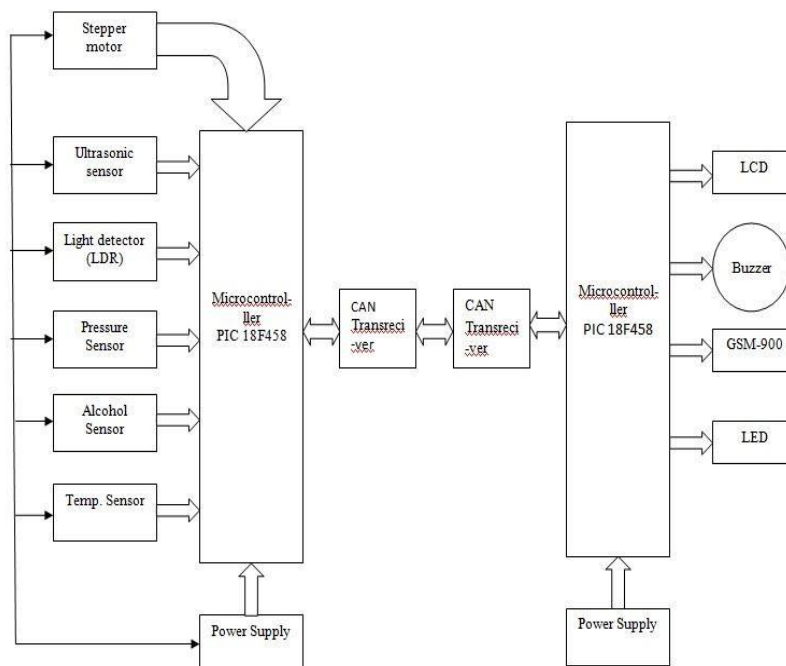 Stepper
motor
Ultrasonic
sensor
Light detector
(LDR)
Pressure
Sensor
Alcohol
Sensor
Temp. Sensor
Microcontrol-
ller
PIC 18F458
Power Supply
CAN
Transreci
-ver
CAN
Transreci
-ver
Microcontrol-
ller
PIC 18F458
Power Supply
LCD
Buzzer
GSM-900
LED